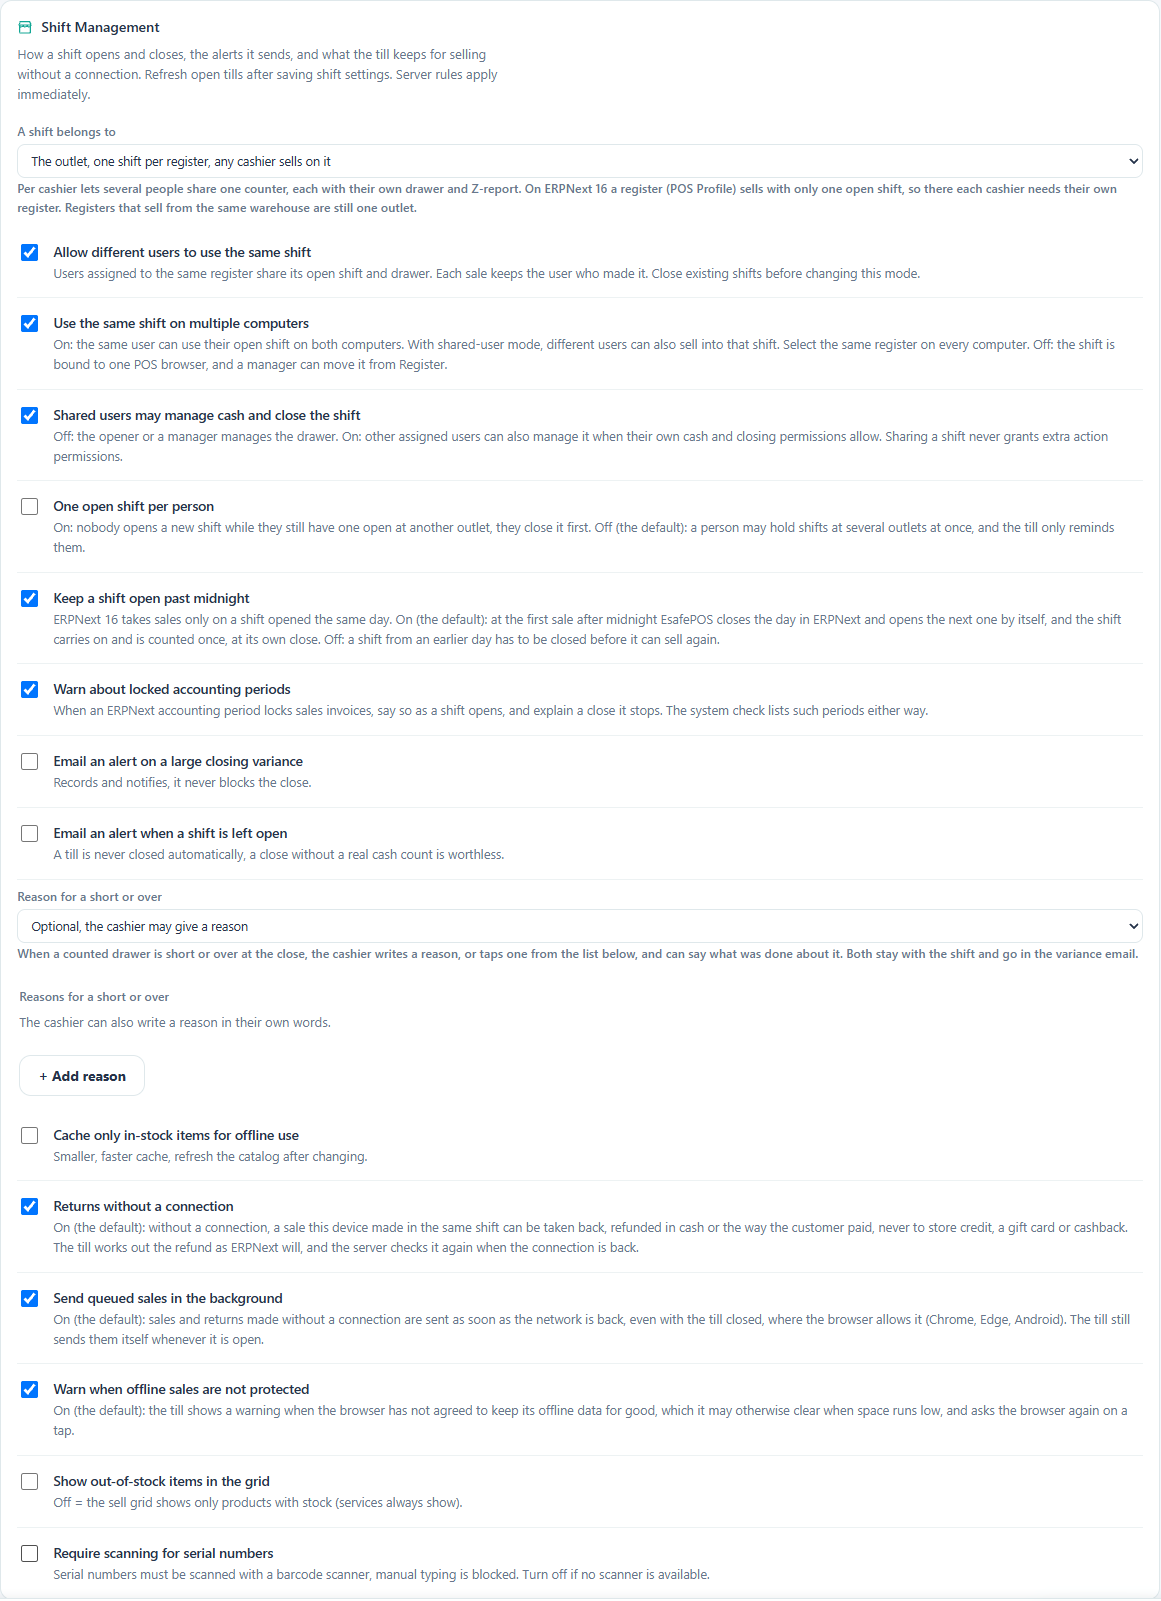 Shift Management
How a shift opens and closes, the alerts it sends, and what the till keeps for selling
without a connection. Refresh open tills after saving shift settings. Server rules apply
immediately.
A shift belongs to
The outlet, one shift per register, any cashier sells on it
Per cashier lets several people share one counter, each with their own drawer and Z-report. On ERPNext 16 a register (POS Profile) sells with only one open shift, so there each cashier needs their own
register. Registers that sell from the same warehouse are still one outlet.
Allow different users to use the same shift
Users assigned to the same register share its open shift and drawer. Each sale keeps the user who made it. Close existing shifts before changing this mode.
Use the same shift on multiple computers
On: the same user can use their open shift on both computers. With shared-user mode, different users can also sell into that shift. Select the same register on every computer. Off: the shift is
bound to one POS browser, and a manager can move it from Register.
Shared users may manage cash and close the shift
Off: the opener or a manager manages the drawer. On: other assigned users can also manage it when their own cash and closing permissions allow. Sharing a shift never grants extra action
permissions.
One open shift per person
On: nobody opens a new shift while they still have one open at another outlet, they close it first. Off (the default): a person may hold shifts at several outlets at once, and the till only reminds
them.
Keep a shift open past midnight
ERPNext 16 takes sales only on a shift opened the same day. On (the default): at the first sale after midnight EsafePOS closes the day in ERPNext and opens the next one by itself, and the shift
carries on and is counted once, at its own close. Off: a shift from an earlier day has to be closed before it can sell again.
Warn about locked accounting periods
When an ERPNext accounting period locks sales invoices, say so as a shift opens, and explain a close it stops. The system check lists such periods either way.
Email an alert on a large closing variance
Records and notifies, it never blocks the close.
Email an alert when a shift is left open
A till is never closed automatically, a close without a real cash count is worthless.
Reason for a short or over
Optional, the cashier may give a reason
When a counted drawer is short or over at the close, the cashier writes a reason, or taps one from the list below, and can say what was done about it. Both stay with the shift and go in the variance email.
Reasons for a short or over
The cashier can also write a reason in their own words.
+ Add reason
Cache only in-stock items for offline use
Smaller, faster cache, refresh the catalog after changing.
Returns without a connection
On (the default): without a connection, a sale this device made in the same shift can be taken back, refunded in cash or the way the customer paid, never to store credit, a gift card or cashback.
The till works out the refund as ERPNext will, and the server checks it again when the connection is back.
Send queued sales in the background
On (the default): sales and returns made without a connection are sent as soon as the network is back, even with the till closed, where the browser allows it (Chrome, Edge, Android). The till still
sends them itself whenever it is open.
Warn when offline sales are not protected
On (the default): the till shows a warning when the browser has not agreed to keep its offline data for good, which it may otherwise clear when space runs low, and asks the browser again on a
tap.
Show out-of-stock items in the grid
Off = the sell grid shows only products with stock (services always show).
Require scanning for serial numbers
Serial numbers must be scanned with a barcode scanner, manual typing is blocked. Turn off if no scanner is available.